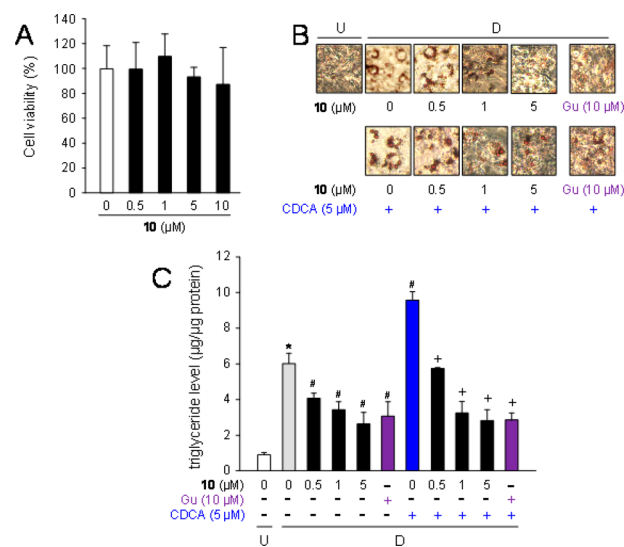 A
140
120
100
80
60
40
20
0
Cell viability (%)
0 0.5 1 5 10
10 (μM)
B
U D
10 (μM) 0 0.5 1 5 Gu (10 μM)
10 (μM) 0 0.5 1 5 Gu (10 μM)
CDCA (5 μM) + + + + +
C
12
10
8
6
4
2
0
triglyceride level (μg/μg protein)
* # # # # # + + + +
10 (μM) 0 0 0.5 1 5 - 0 0.5 1 5 -
Gu (10 μM) - - - - - + - - - - +
CDCA (5 μM) - - - - - - + + + + +
U D